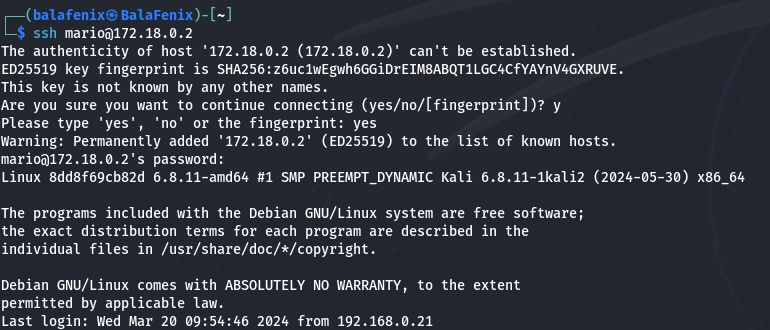 ┌──(balafenix㉿BalaFenix)-[~]
└─$ ssh mario@172.18.0.2
The authenticity of host '172.18.0.2 (172.18.0.2)' can't be established.
ED25519 key fingerprint is SHA256:z6uc1wEgwh6GGiDrEIM8ABQT1LGC4CfYAYnV4GXRUVE.
This key is not known by any other names.
Are you sure you want to continue connecting (yes/no/[fingerprint])? y
Please type 'yes', 'no' or the fingerprint: yes
Warning: Permanently added '172.18.0.2' (ED25519) to the list of known hosts.
mario@172.18.0.2's password:
Linux 8dd8f69cb82d 6.8.11-amd64 #1 SMP PREEMPT_DYNAMIC Kali 6.8.11-1kali2 (2024-05-30) x86_64
The programs included with the Debian GNU/Linux system are free software;
the exact distribution terms for each program are described in the
individual files in /usr/share/doc/*/copyright.
Debian GNU/Linux comes with ABSOLUTELY NO WARRANTY, to the extent
permitted by applicable law.
Last login: Wed Mar 20 09:54:46 2024 from 192.168.0.21